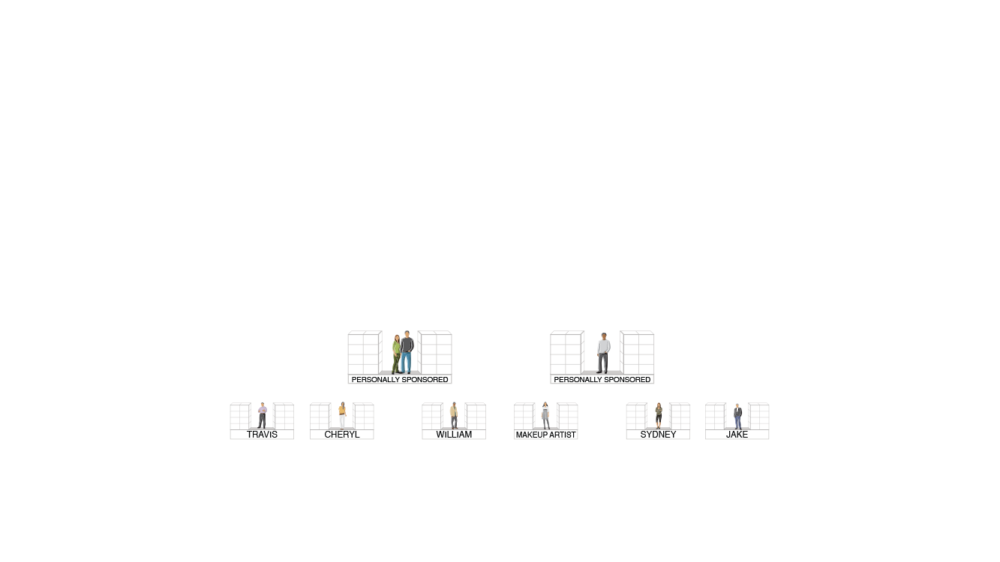 PERSONALLY SPONSORED
PERSONALLY SPONSORED
TRAVIS
CHERYL
WILLIAM
MAKEUP ARTIST
SYDNEY
JAKE